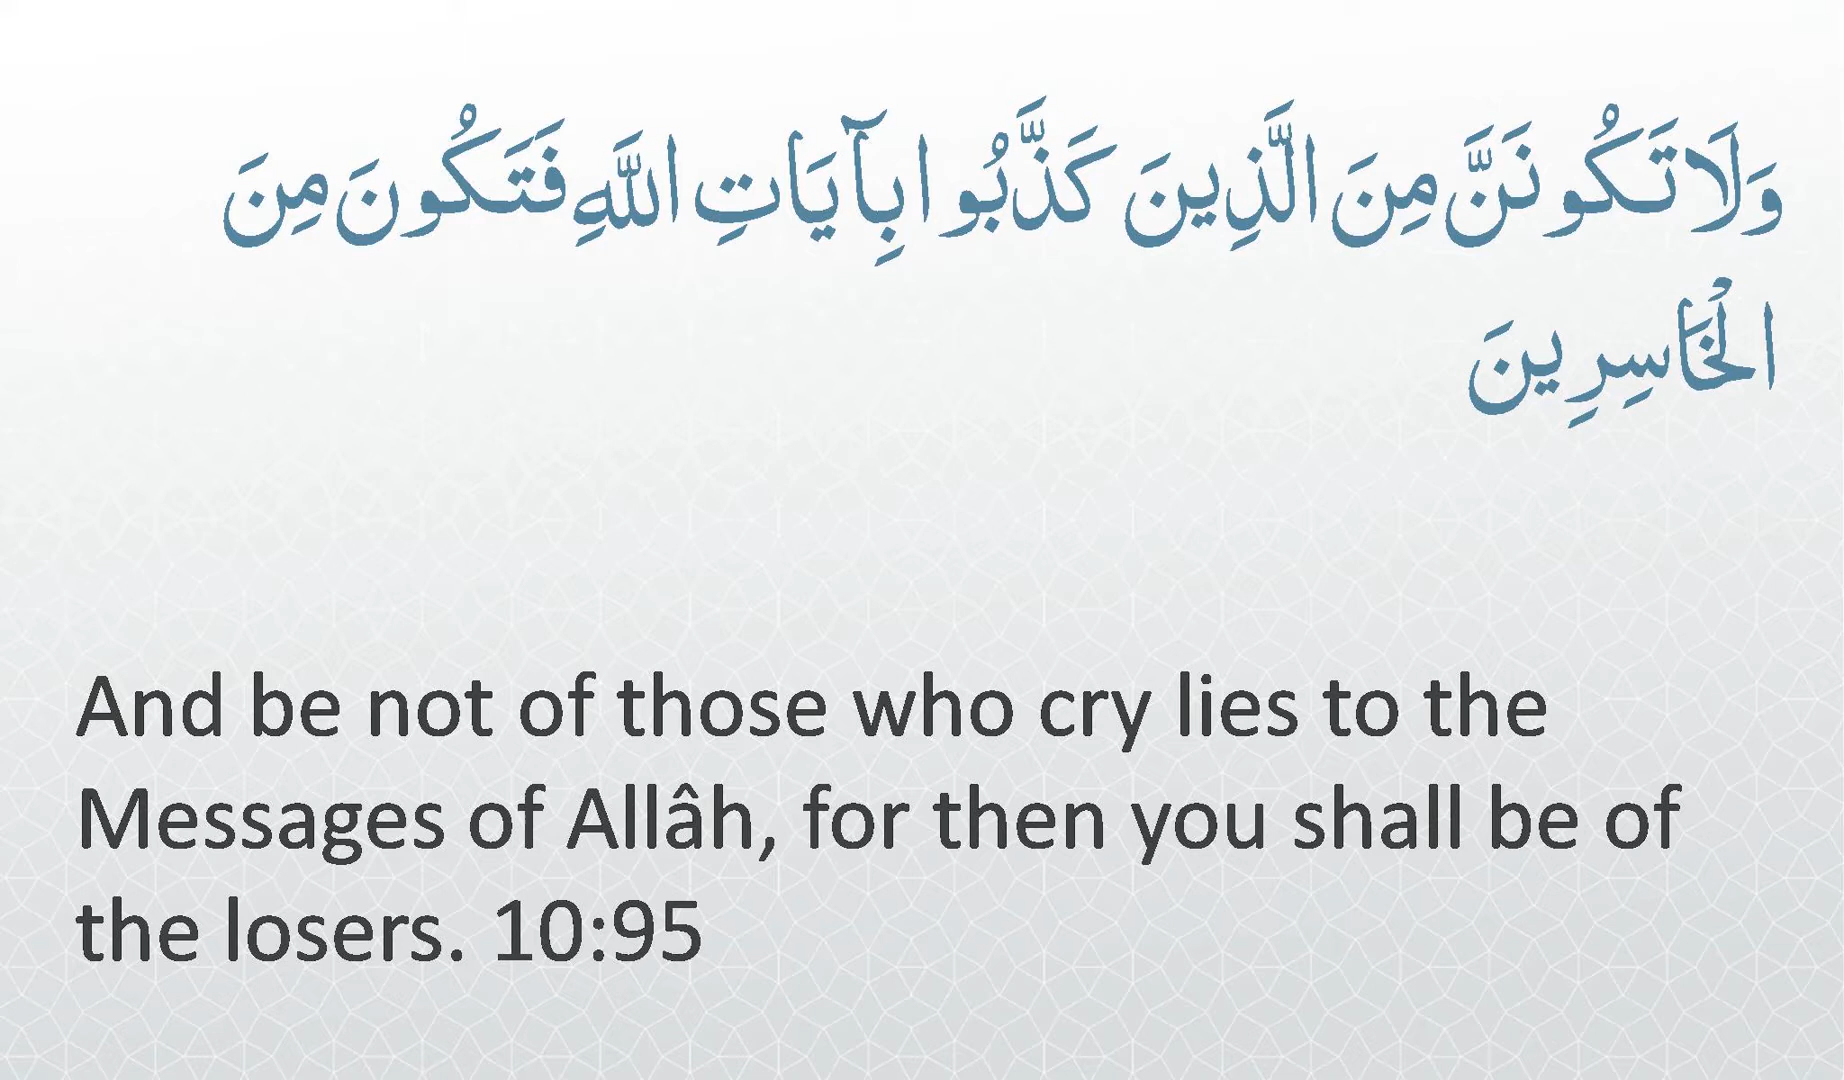 وَلَا تَكُونَنَّ مِنَ الَّذِينَ كَذَّبُوا بِآيَاتِ اللَّهِ فَتَكُونَ مِنَ
الْخَاسِرِينَ
And be not of those who cry lies to the
Messages of Allâh, for then you shall be of
the losers. 10:95